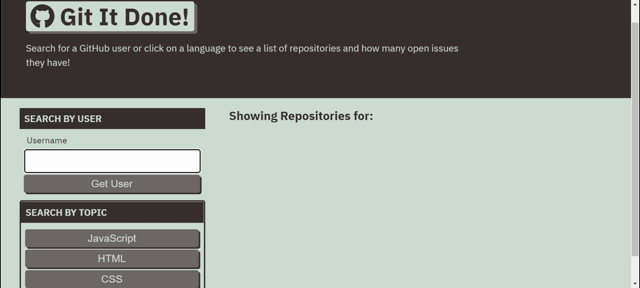 Git It Done!
Search for a GitHub user or click on a language to see a list of repositories and how many open issues
they have!
SEARCH BY USER
Username
Get User
SEARCH BY TOPIC
JavaScript
HTML
CSS
Showing Repositories for: